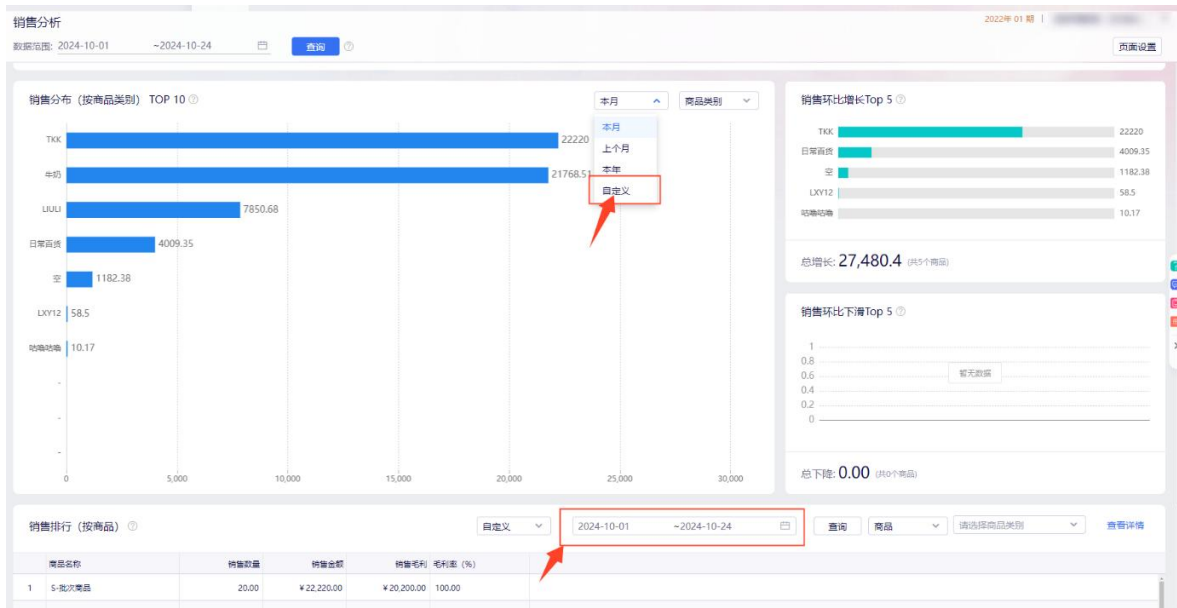 销售分析
2022年 01 期
数据范围: 2024-10-01 ~2024-10-24 查询
页面设置
销售分布（按商品类别） TOP 10
本月 商品类别
本月
上个月
本年
自定义
TKK 22220
牛奶 21768.51
LIULI 7850.68
日常百货 4009.35
空 1182.38
LXY12 58.5
咕噜咕噜 10.17
-
-
-
0 5,000 10,000 15,000 20,000 25,000 30,000
销售环比增长Top 5
TKK 22220
日常百货 4009.35
空 1182.38
LXY12 58.5
咕噜咕噜 10.17
总增长: 27,480.4 (共5个商品)
销售环比下滑Top 5
1
0.8
0.6
0.4
0.2
0
暂无数据
总下降: 0.00 (共0个商品)
销售排行（按商品）
自定义 2024-10-01 ~2024-10-24 查询 商品 请选择商品类别 查看详情
商品名称 销售数量 销售金额 销售毛利 毛利率（%）
1 S-批次商品 20.00 ¥22,220.00 ¥20,200.00 100.00